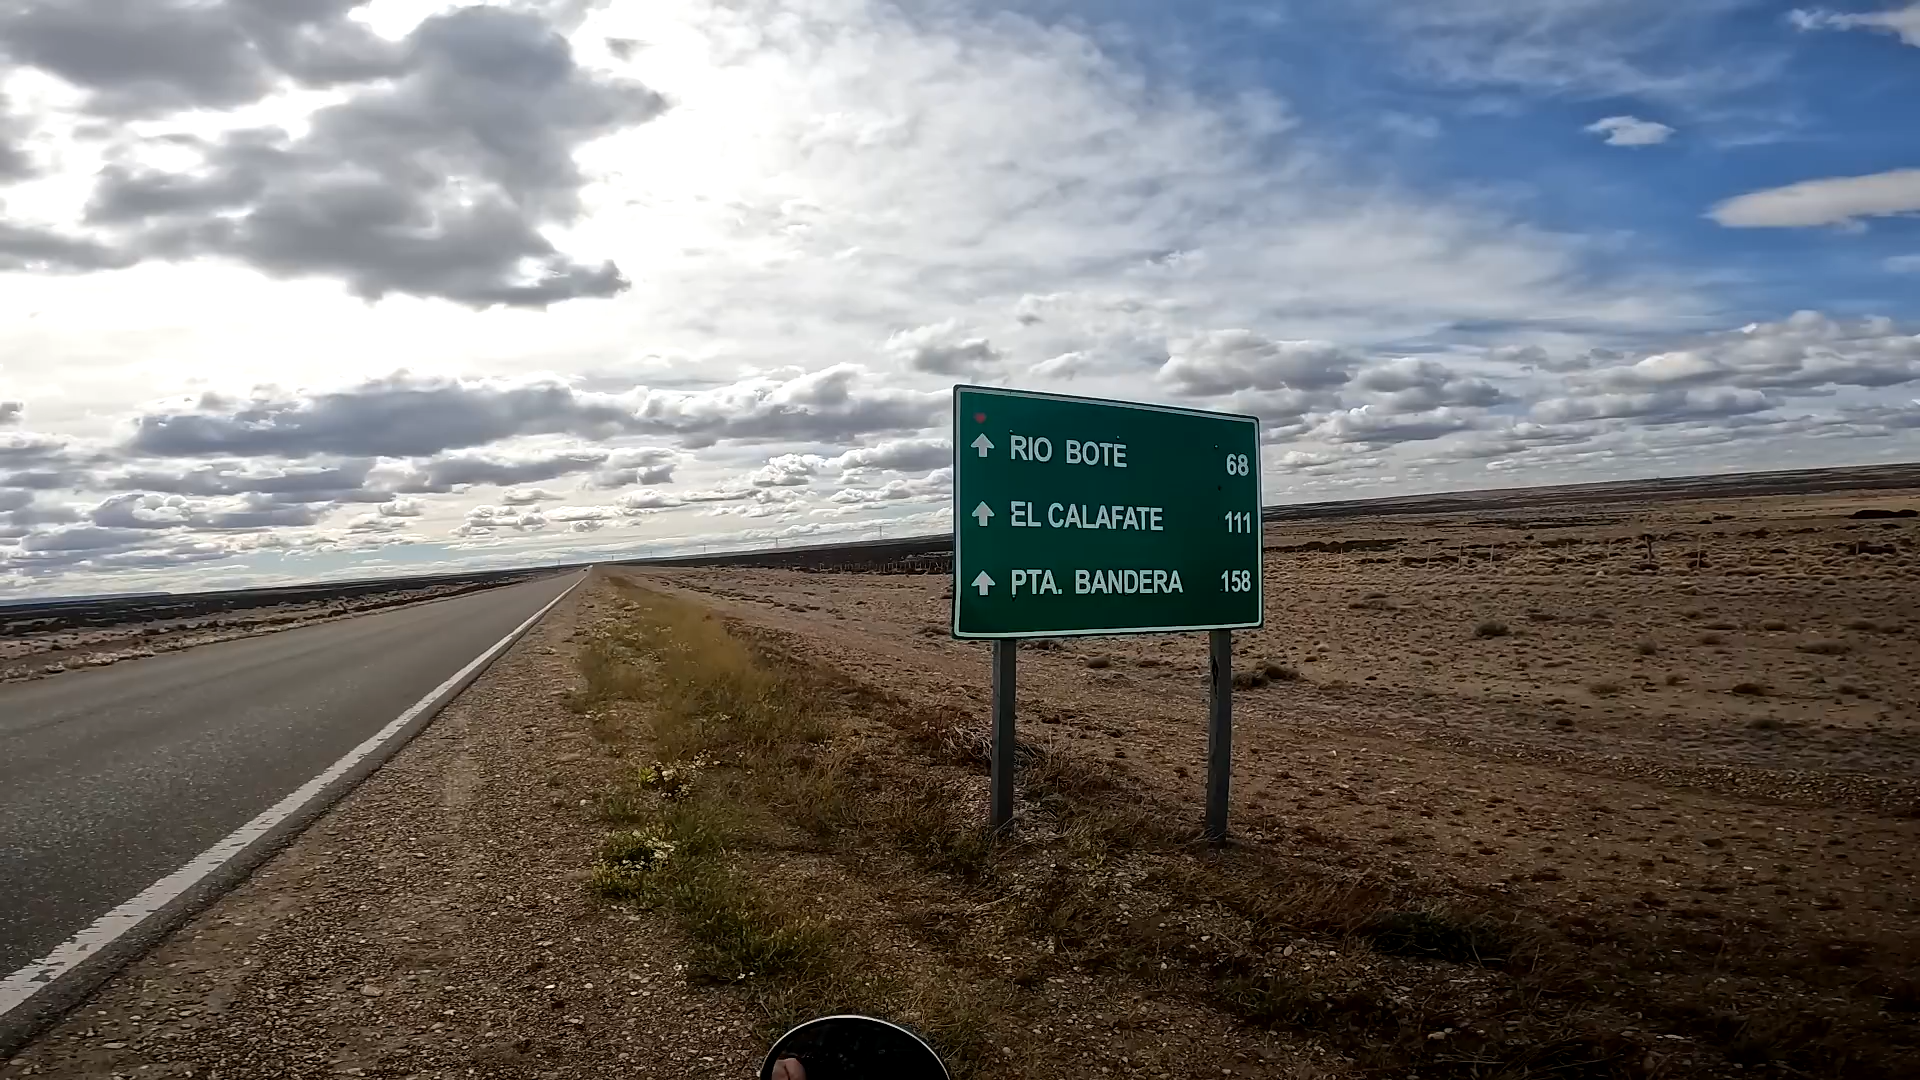 RIO BOTE 68
EL CALAFATE 111
PTA. BANDERA 158